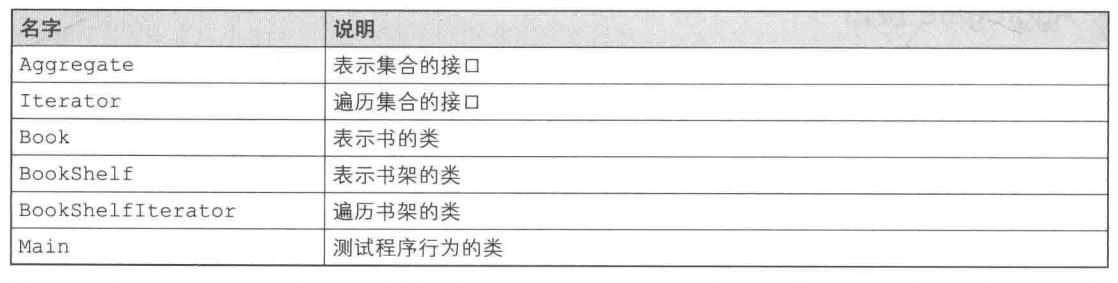 名字 说明
Aggregate 表示集合的接口
Iterator 遍历集合的接口
Book 表示书的类
BookShelf 表示书架的类
BookShelfIterator 遍历书架的类
Main 测试程序行为的类